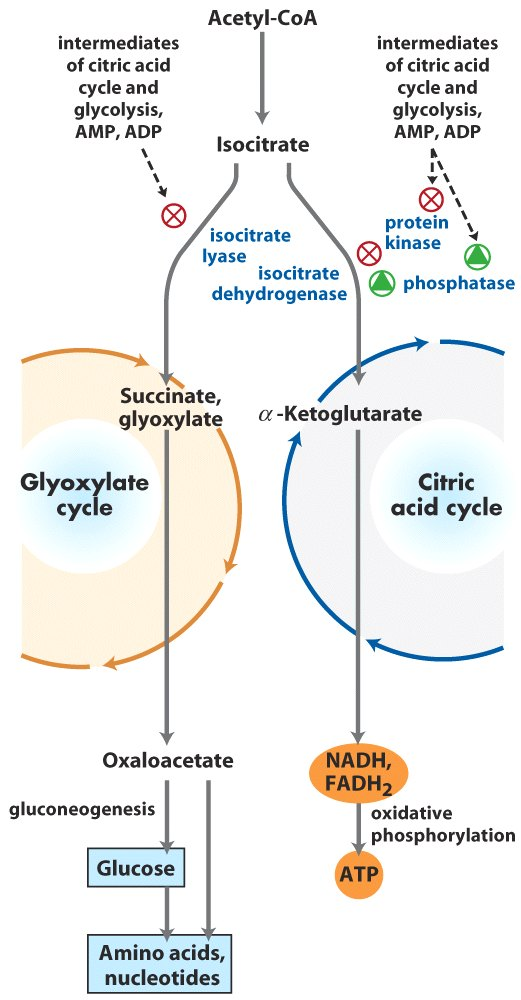 Acetyl-CoA
intermediates
of citric acid
cycle and
glycolysis,
AMP, ADP
intermediates
of citric acid
cycle and
glycolysis,
AMP, ADP
Isocitrate
isocitrate
lyase
protein
kinase
isocitrate
dehydrogenase
phosphatase
Succinate,
glyoxylate
α-Ketoglutarate
Glyoxylate
cycle
Citric
acid cycle
Oxaloacetate
NADH,
FADH₂
gluconeogenesis
oxidative
phosphorylation
Glucose
ATP
Amino acids,
nucleotides